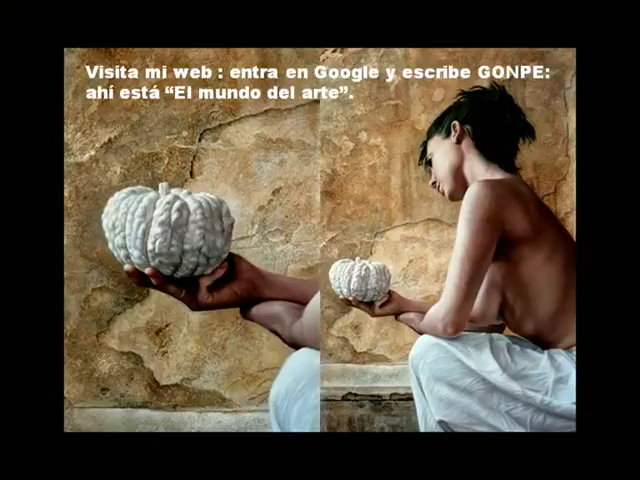 Visita mi web : entra en Google y escribe GONPE:
ahí está “El mundo del arte”.